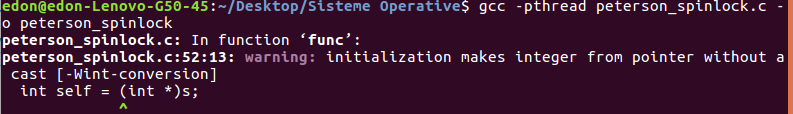 edon@edon-Lenovo-G50-45:~/Desktop/Sisteme Operative$ gcc -pthread peterson_spinlock.c -
o peterson_spinlock
peterson_spinlock.c: In function ‘func’:
peterson_spinlock.c:52:13: warning: initialization makes integer from pointer without a
 cast [-Wint-conversion]
  int self = (int *)s;
             ^